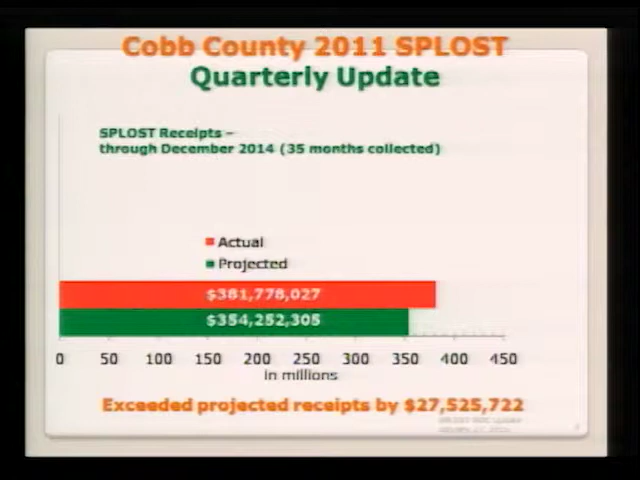 Cobb County 2011 SPLOST
Quarterly Update
SPLOST Receipts –
through December 2014 (35 months collected)
Actual
Projected
$381,778,027
$354,252,305
0 50 100 150 200 250 300 350 400 450
in millions
Exceeded projected receipts by $27,525,722